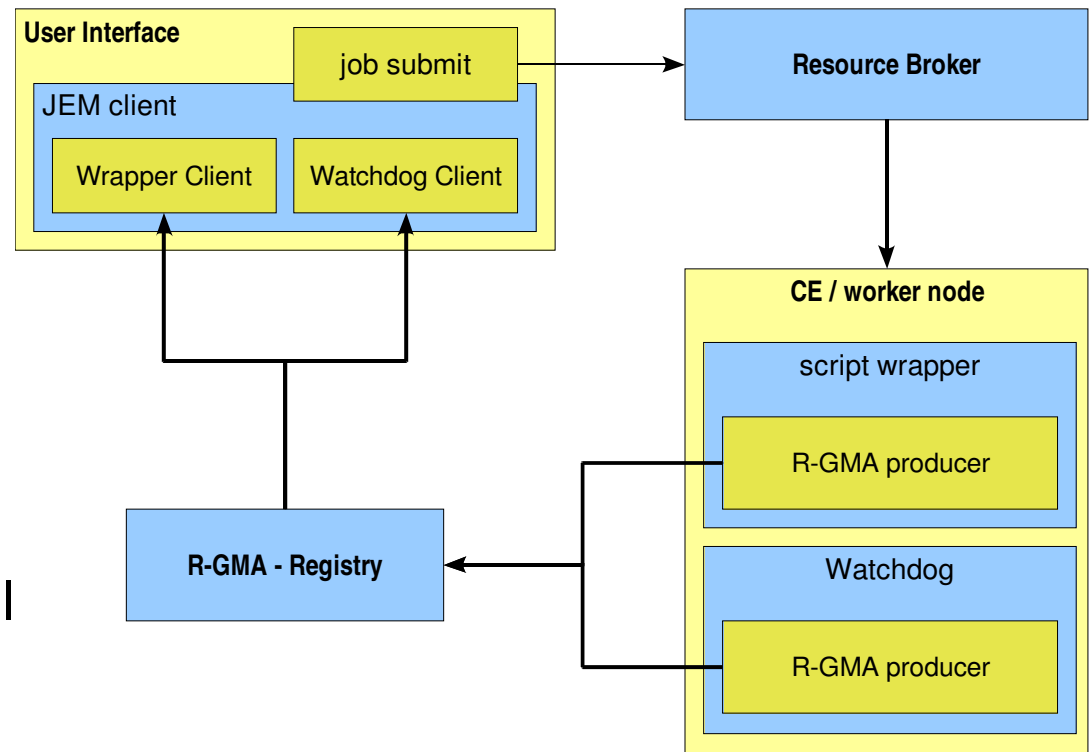 User Interface
job submit
Resource Broker
JEM client
Wrapper Client
Watchdog Client
CE / worker node
script wrapper
R-GMA producer
R-GMA - Registry
Watchdog
R-GMA producer